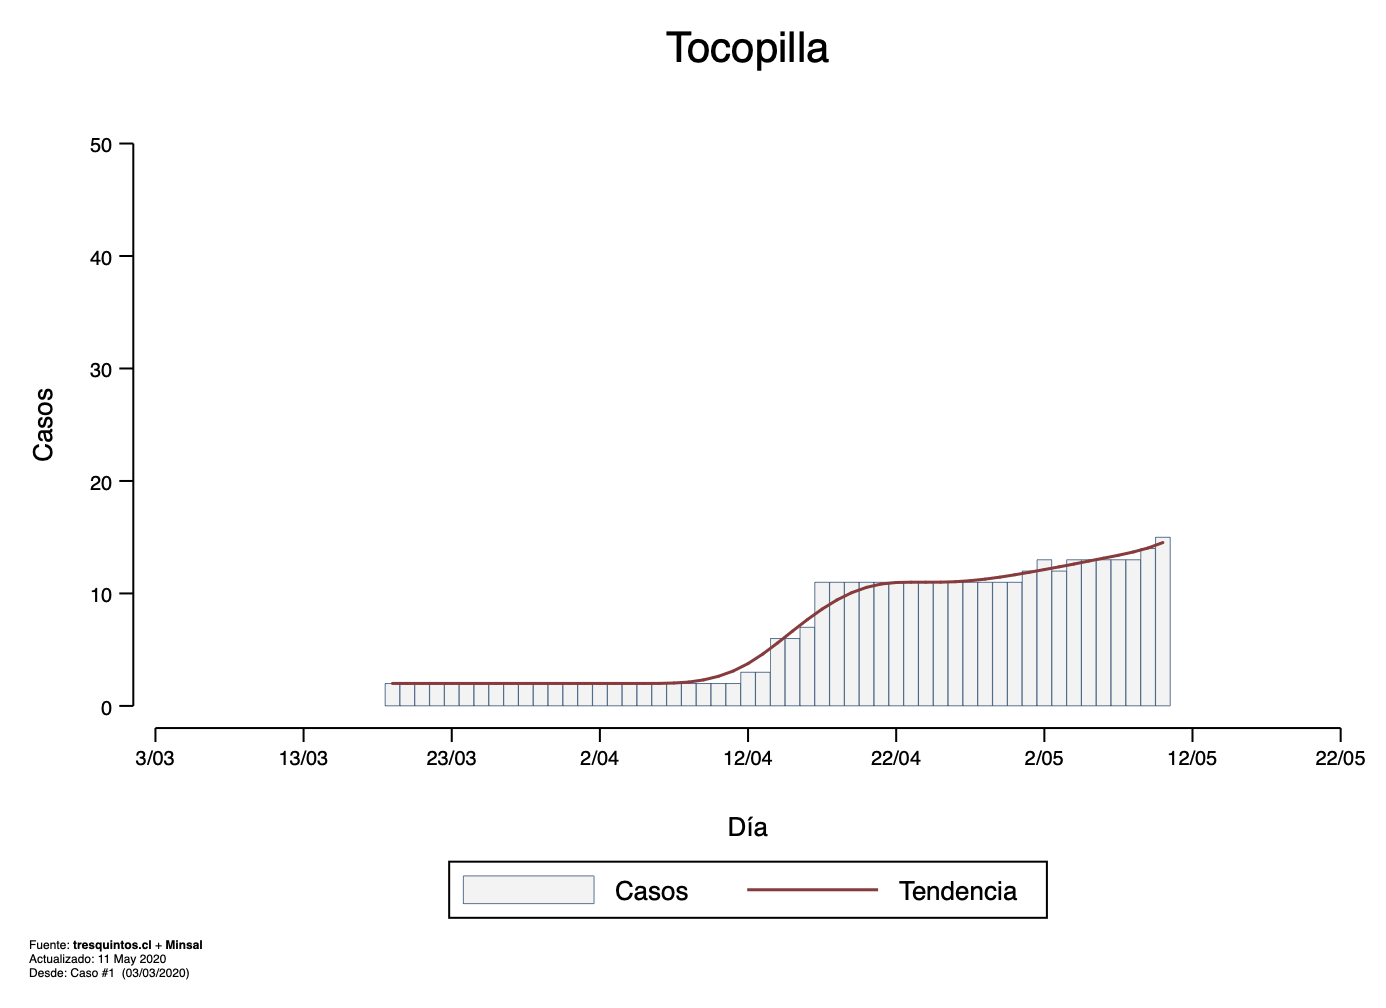 Tocopilla
50
40
30
20
10
0
Casos
3/03 13/03 23/03 2/04 12/04 22/04 2/05 12/05 22/05
Día
Casos Tendencia
Fuente: tresquintos.cl + Minsal
Actualizado: 11 May 2020
Desde: Caso #1 (03/03/2020)